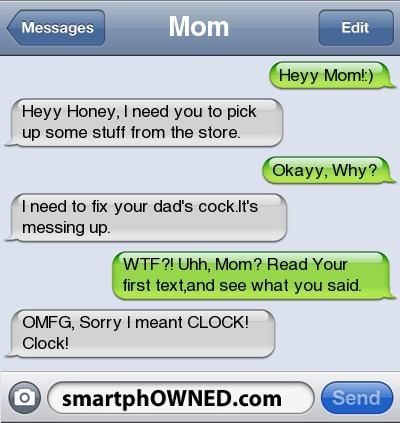 Messages
Mom
Edit
Heyy Mom!:)
Heyy Honey, I need you to pick
up some stuff from the store.
Okayy, Why?
I need to fix your dad's cock.It's
messing up.
WTF?! Uhh, Mom? Read Your
first text,and see what you said.
OMFG, Sorry I meant CLOCK!
Clock!
smartphOWNED.com
Send